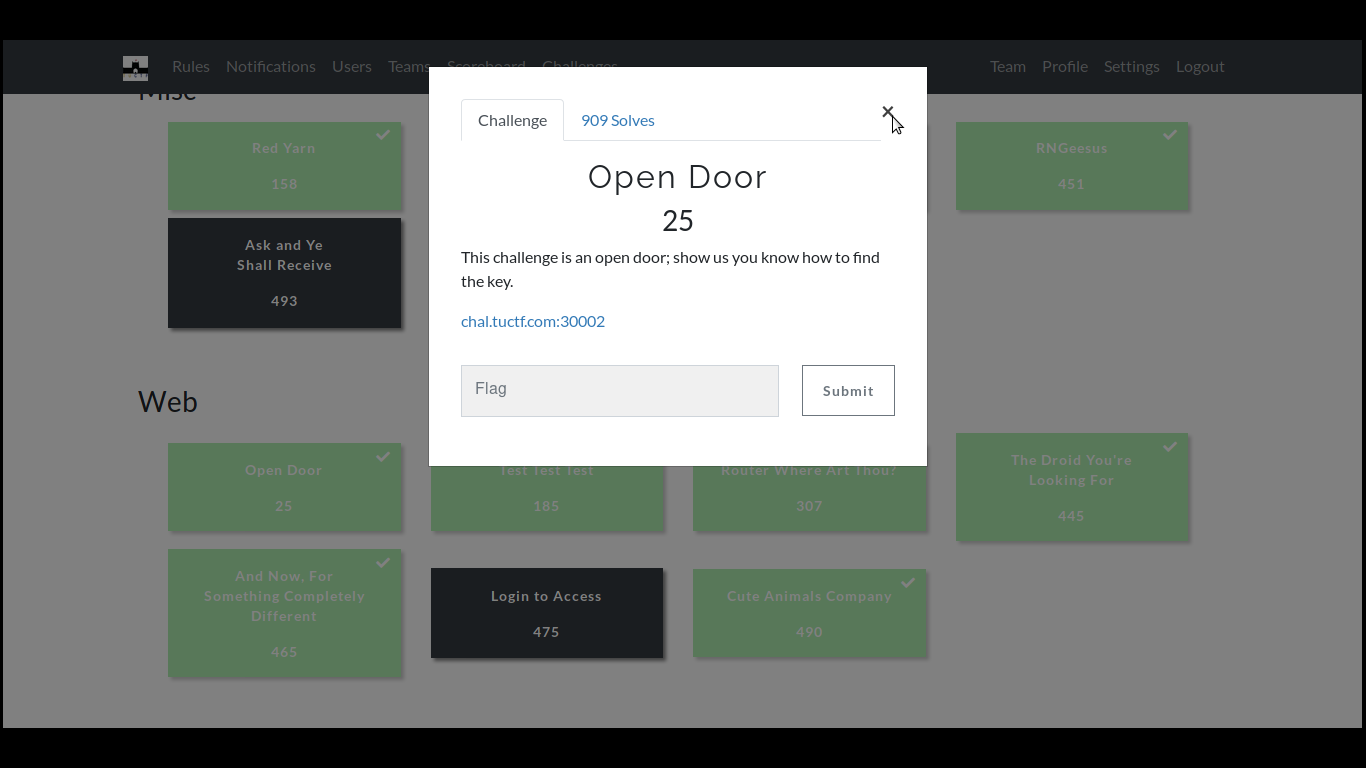 Rules Notifications Users Teams Scoreboard Challenges Team Profile Settings Logout
Misc
Challenge 909 Solves ×
Red Yarn
158
RNGeesus
451
Open Door
25
This challenge is an open door; show us you know how to find
the key.
chal.tuctf.com:30002
Flag Submit
Ask and Ye
Shall Receive
493
Web
Open Door
25
Test Test Test
185
Router Where Art Thou?
307
The Droid You're
Looking For
445
And Now, For
Something Completely
Different
465
Login to Access
475
Cute Animals Company
490